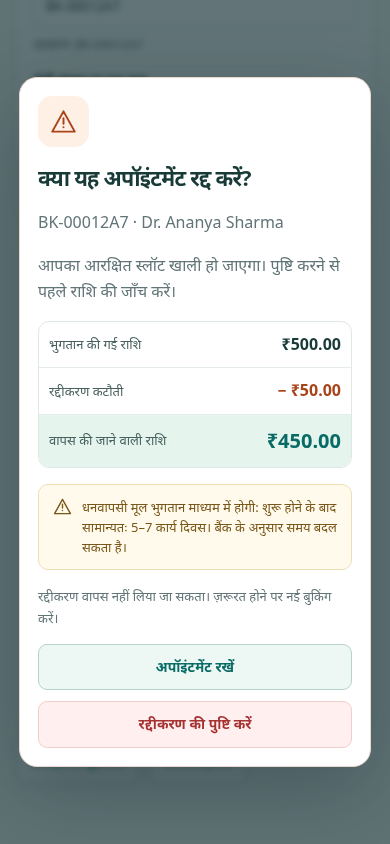 क्या यह अपॉइंटमेंट रद्द करें?
BK-00012A7 · Dr. Ananya Sharma
आपका आरक्षित स्लॉट खाली हो जाएगा। पुष्टि करने से
पहले राशि की जाँच करें।
भुगतान की गई राशि ₹500.00
रद्दीकरण कटौती − ₹50.00
वापस की जाने वाली राशि ₹450.00
धनवापसी मूल भुगतान माध्यम में होगी: शुरू होने के बाद
सामान्यतः 5–7 कार्य दिवस। बैंक के अनुसार समय बदल
सकता है।
रद्दीकरण वापस नहीं लिया जा सकता। ज़रूरत होने पर नई बुकिंग
करें।
अपॉइंटमेंट रखें
रद्दीकरण की पुष्टि करें